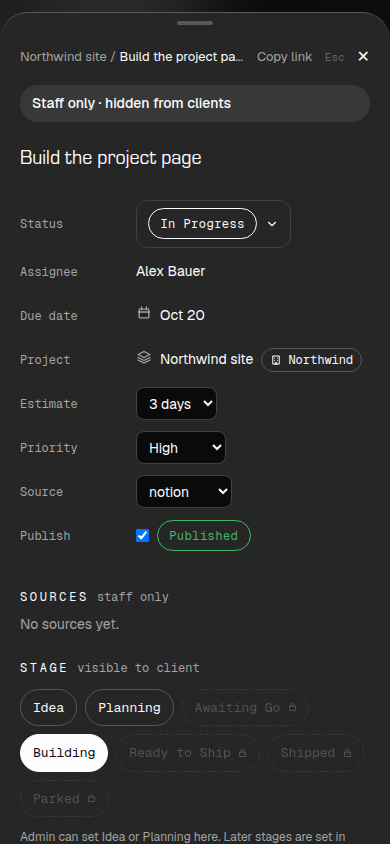 Northwind site / Build the project pa… Copy link Esc ✕
Staff only · hidden from clients
Build the project page
Status In Progress
Assignee Alex Bauer
Due date Oct 20
Project Northwind site Northwind
Estimate 3 days
Priority High
Source notion
Publish Published
SOURCES staff only
No sources yet.
STAGE visible to client
Idea Planning Awaiting Go
Building Ready to Ship Shipped
Parked
Admin can set Idea or Planning here. Later stages are set in